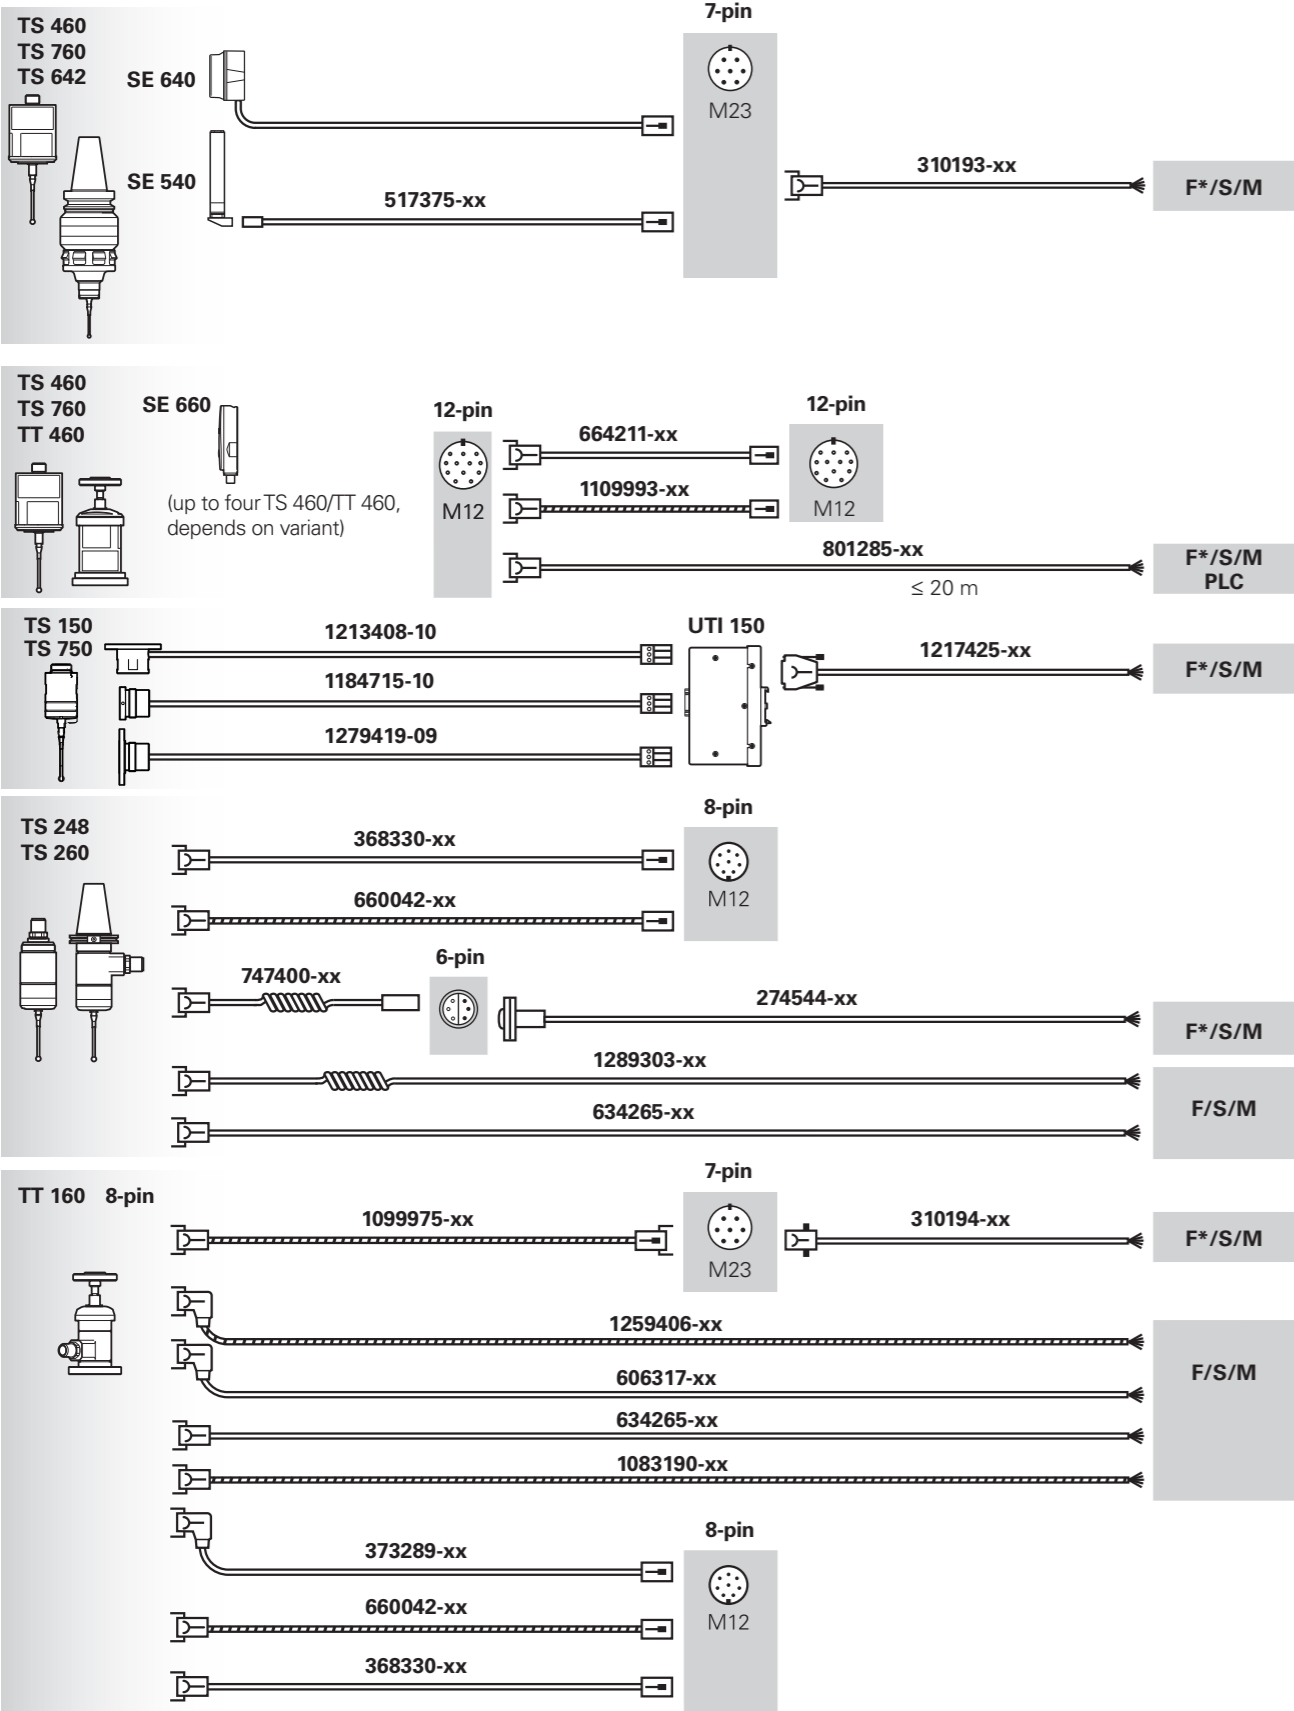 7-pin
TS 460
TS 760
TS 642
SE 640
M23
SE 540
310193-xx
517375-xx
F*/S/M
TS 460
TS 760
TT 460
SE 660
(up to four TS 460/TT 460,
depends on variant)
12-pin
12-pin
664211-xx
1109993-xx
M12
M12
801285-xx
≤ 20 m
F*/S/M
PLC
TS 150
TS 750
1213408-10
UTI 150
1184715-10
1217425-xx
F*/S/M
1279419-09
8-pin
TS 248
TS 260
368330-xx
660042-xx
M12
6-pin
747400-xx
274544-xx
F*/S/M
1289303-xx
634265-xx
F/S/M
7-pin
TT 160 8-pin
1099975-xx
310194-xx
F*/S/M
M23
1259406-xx
606317-xx
F/S/M
634265-xx
1083190-xx
8-pin
373289-xx
660042-xx
M12
368330-xx